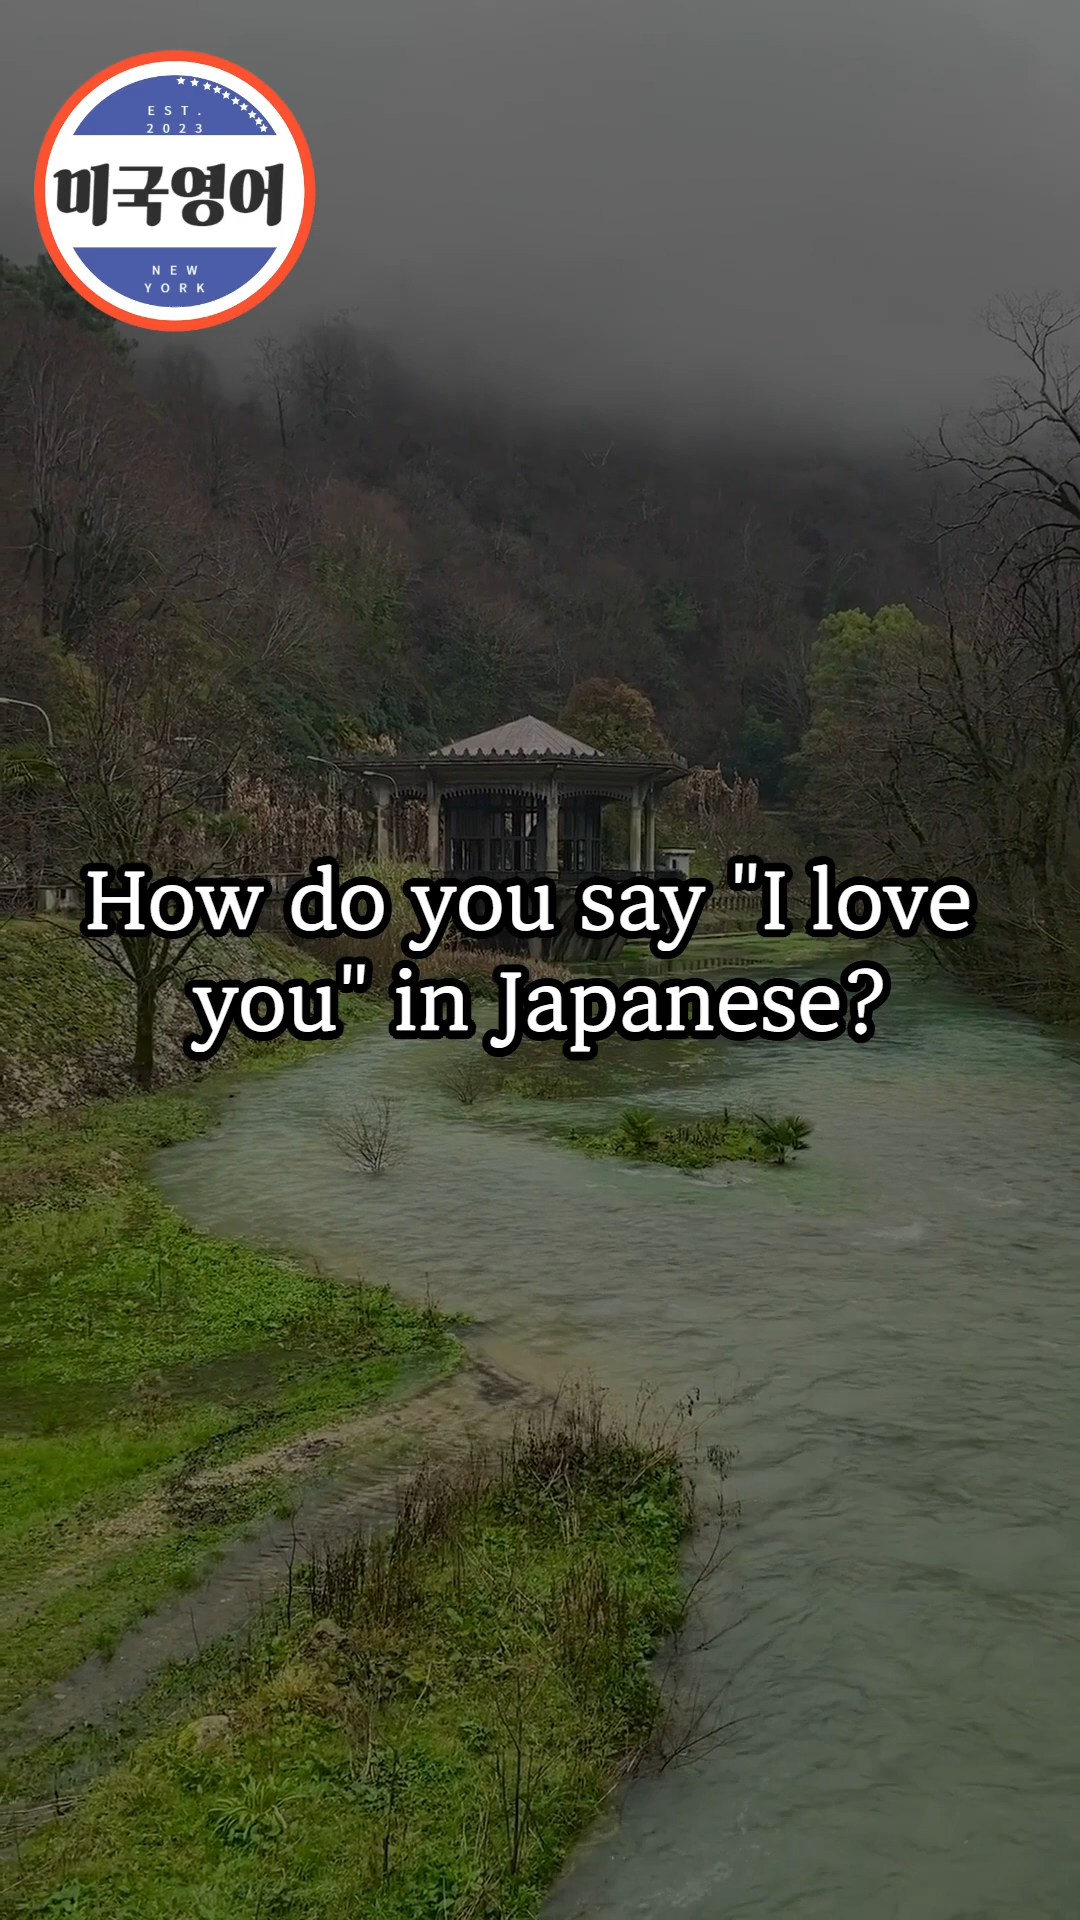 EST.
2023
미국영어
NEW
YORK
How do you say "I love
you" in Japanese?